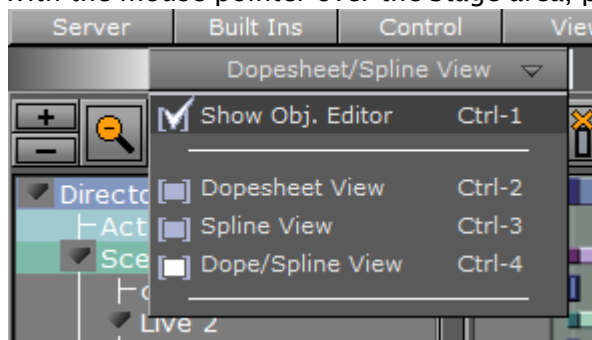 with the mouse pointer over the stage area, p
Server Built Ins Control View
Dopesheet/Spline View
Show Obj. Editor Ctrl-1
Dopesheet View Ctrl-2
Directo
Act
Spline View Ctrl-3
Sce
Dope/Spline View Ctrl-4
Live 2